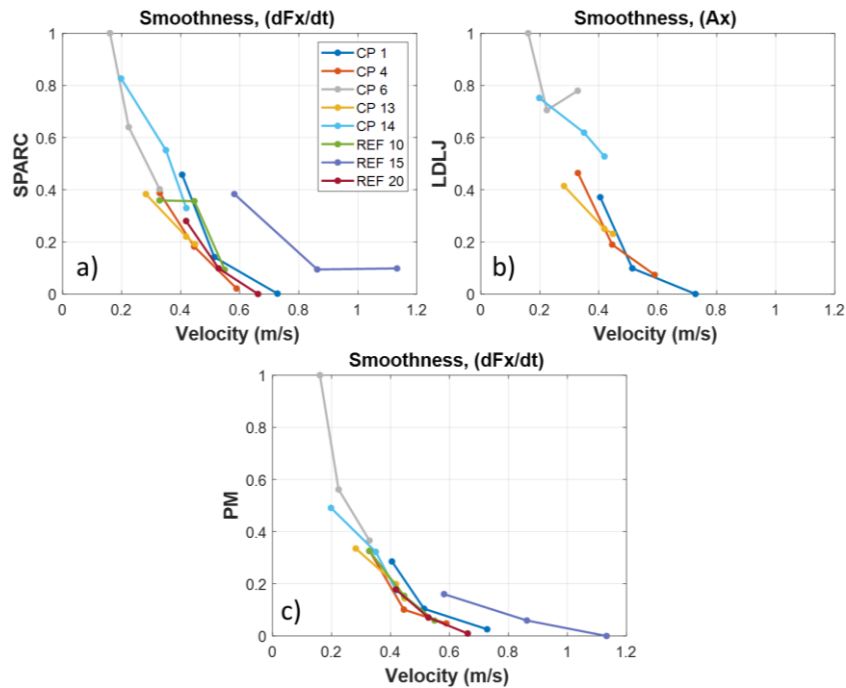 Smoothness, (dFx/dt)
1
0.8
0.6
0.4
0.2
0
SPARC
CP 1
CP 4
CP 6
CP 13
CP 14
REF 10
REF 15
REF 20
a)
0 0.2 0.4 0.6 0.8 1 1.2
Velocity (m/s)
Smoothness, (Ax)
1
0.8
0.6
0.4
0.2
0
LDLJ
b)
0 0.2 0.4 0.6 0.8 1 1.2
Velocity (m/s)
Smoothness, (dFx/dt)
1
0.8
0.6
0.4
0.2
0
PM
c)
0 0.2 0.4 0.6 0.8 1 1.2
Velocity (m/s)